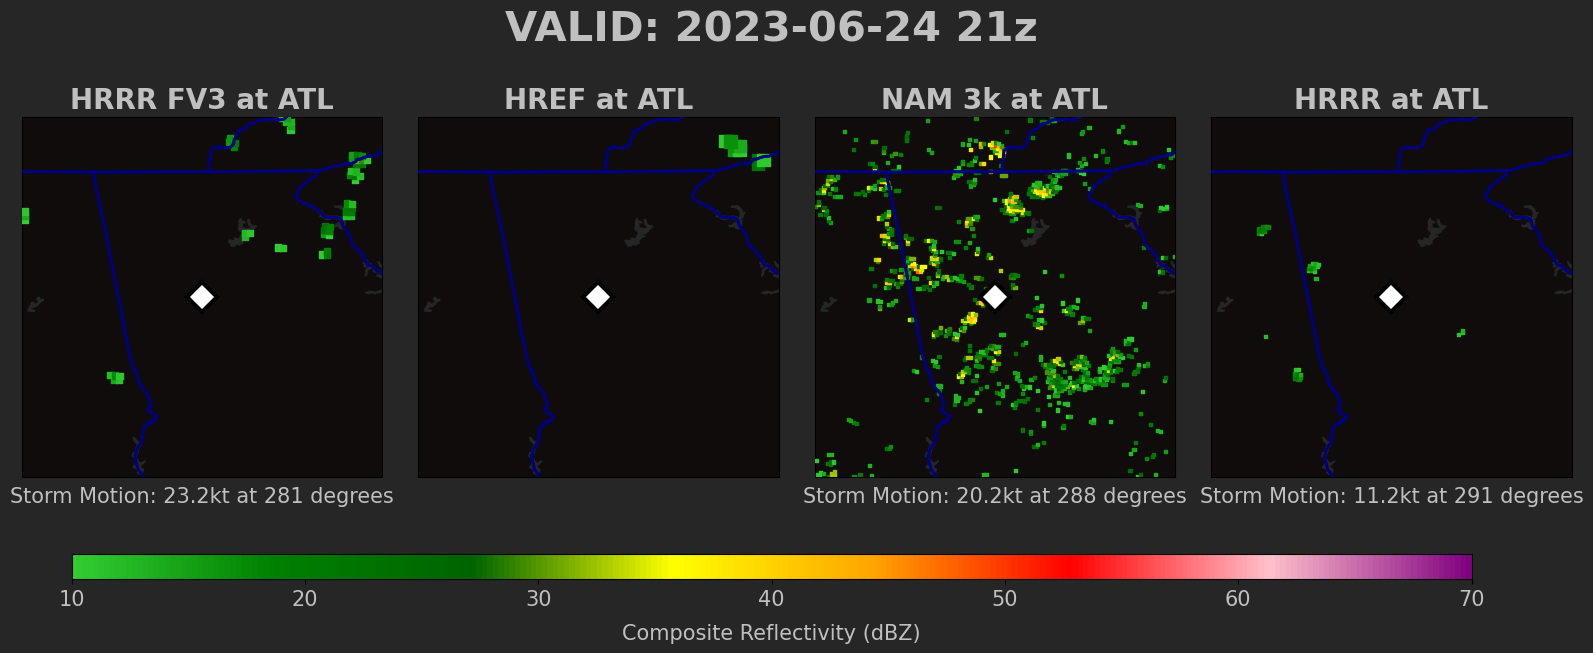 VALID: 2023-06-24 21z
HRRR FV3 at ATL
HREF at ATL
NAM 3k at ATL
HRRR at ATL
Storm Motion: 23.2kt at 281 degrees
Storm Motion: 20.2kt at 288 degrees
Storm Motion: 11.2kt at 291 degrees
10 20 30 40 50 60 70
Composite Reflectivity (dBZ)